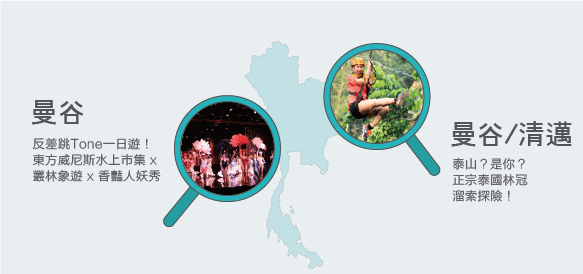 曼谷
反差跳Tone一日遊！
東方威尼斯水上市集 x
叢林象遊 x 香豔人妖秀
曼谷/清邁
泰山？是你？
正宗泰國林冠
溜索探險！